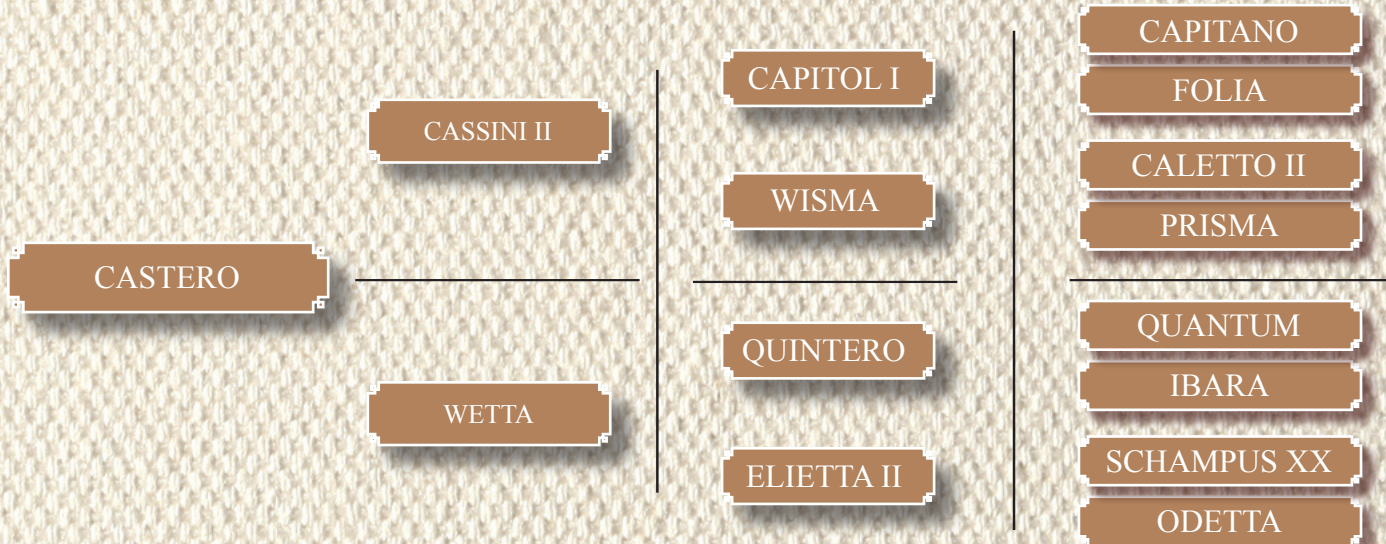 CASTERO
CASSINI II
WETTA
CAPITOL I
WISMA
QUINTERO
ELIETTA II
CAPITANO
FOLIA
CALETTO II
PRISMA
QUANTUM
IBARA
SCHAMPUS XX
ODETTA